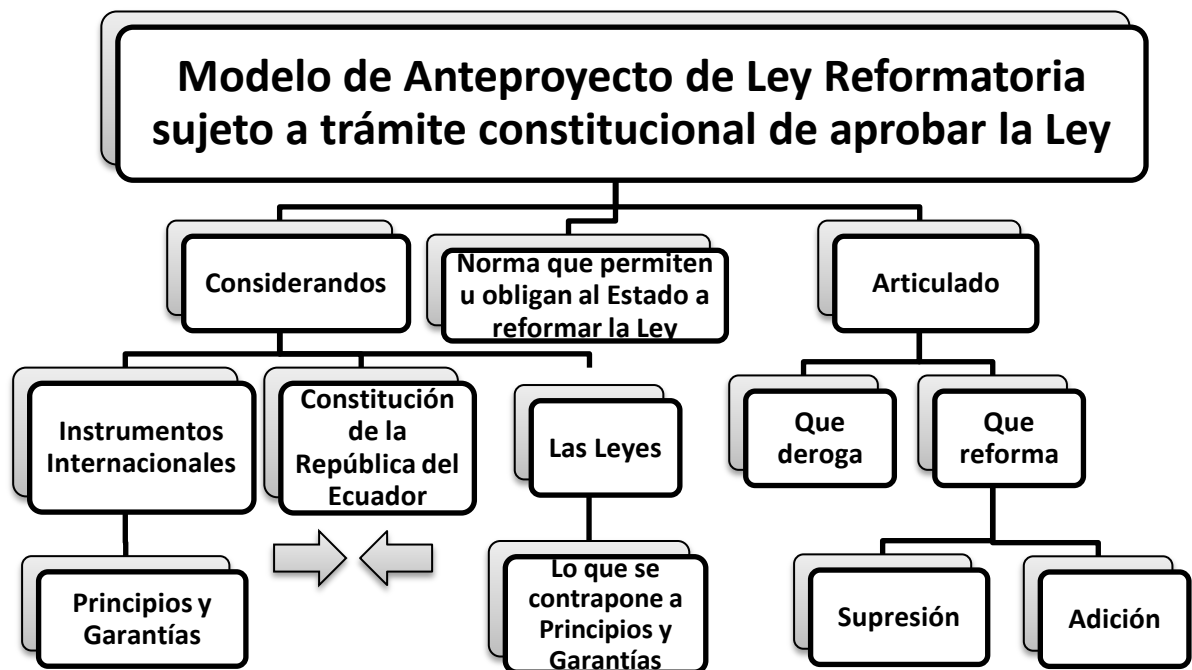 Modelo de Anteproyecto de Ley Reformatoria
sujeto a trámite constitucional de aprobar la Ley
Considerandos
Norma que permiten
u obligan al Estado a
reformar la Ley
Articulado
Instrumentos
Internacionales
Constitución
de la
República del
Ecuador
Las Leyes
Que
deroga
Que
reforma
Principios y
Garantías
Lo que se
contrapone a
Principios y
Garantías
Supresión
Adición